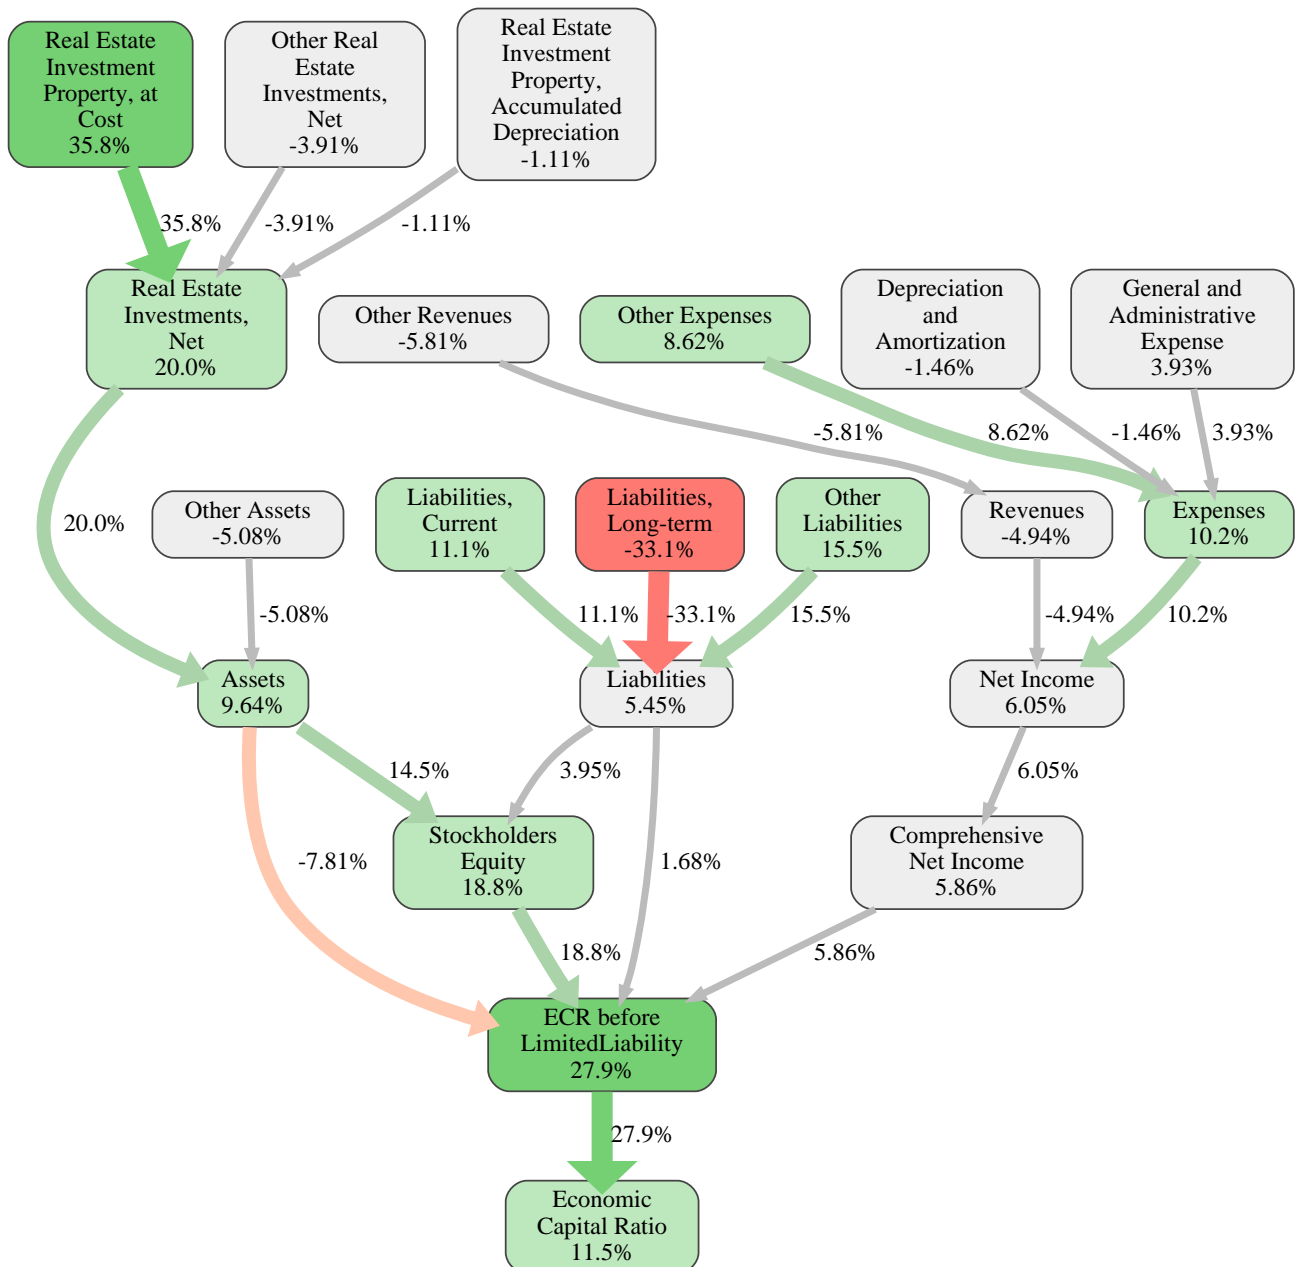 Real Estate
Investment
Property, at
Cost
35.8%
Other Real
Estate
Investments,
Net
-3.91%
Real Estate
Investment
Property,
Accumulated
Depreciation
-1.11%
35.8%
-3.91%
-1.11%
Real Estate
Investments,
Net
20.0%
Other Revenues
-5.81%
Other Expenses
8.62%
Depreciation
and
Amortization
-1.46%
General and
Administrative
Expense
3.93%
-5.81%
8.62%
-1.46%
3.93%
20.0%
Other Assets
-5.08%
Liabilities,
Current
11.1%
Liabilities,
Long-term
-33.1%
Other
Liabilities
15.5%
Revenues
-4.94%
Expenses
10.2%
-5.08%
11.1%
-33.1%
15.5%
-4.94%
10.2%
Assets
9.64%
Liabilities
5.45%
Net Income
6.05%
14.5%
3.95%
6.05%
-7.81%
Stockholders
Equity
18.8%
1.68%
Comprehensive
Net Income
5.86%
18.8%
5.86%
ECR before
LimitedLiability
27.9%
27.9%
Economic
Capital Ratio
11.5%